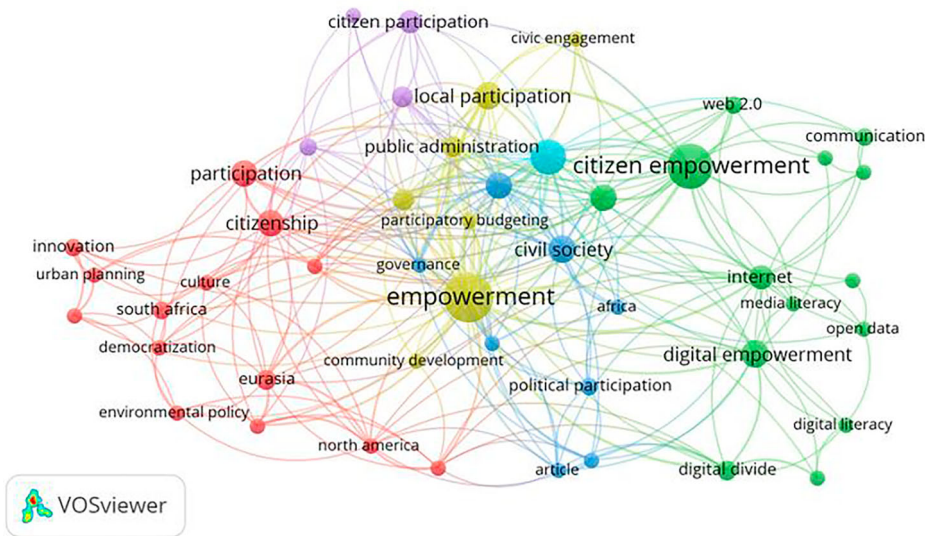 citizen participation
civic engagement
local participation
web 2.0
communication
public administration
citizen empowerment
participation
participatory budgeting
citizenship
innovation
civil society
governance
urban planning
culture
internet
empowerment
media literacy
south africa
africa
open data
democratization
digital empowerment
community development
eurasia
political participation
environmental policy
digital literacy
north america
article
digital divide
VOSviewer